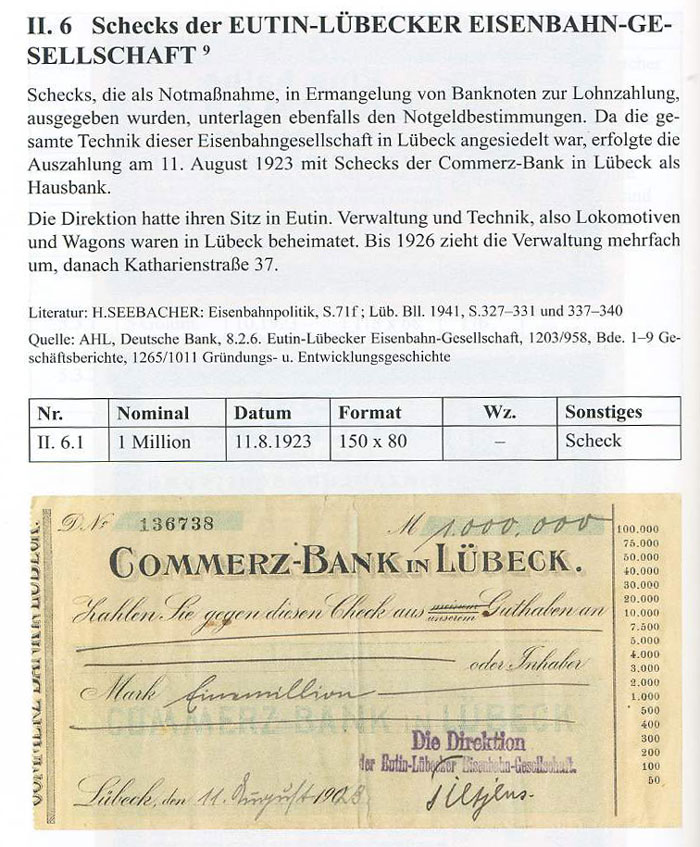 II. 6 Schecks der EUTIN-LÜBECKER EISENBAHN-GE-
SELLSCHAFT 9
Schecks, die als Notmaßnahme, in Ermangelung von Banknoten zur Lohnzahlung,
ausgegeben wurden, unterlagen ebenfalls den Notgeldbestimmungen. Da die ge-
samte Technik dieser Eisenbahngesellschaft in Lübeck angesiedelt war, erfolgte die
Auszahlung am 11. August 1923 mit Schecks der Commerz-Bank in Lübeck als
Hausbank.
Die Direktion hatte ihren Sitz in Eutin. Verwaltung und Technik, also Lokomotiven
und Wagons waren in Lübeck beheimatet. Bis 1926 zieht die Verwaltung mehrfach
um, danach Katharienstraße 37.
Literatur: H.SEEBACHER: Eisenbahnpolitik, S.71f ; Lüb. Bll. 1941, S.327–331 und 337–340
Quelle: AHL, Deutsche Bank, 8.2.6. Eutin-Lübecker Eisenbahn-Gesellschaft, 1203/958, Bde. 1–9 Ge-
schäftsberichte, 1265/1011 Gründungs- u. Entwicklungsgeschichte
Nr. Nominal Datum Format Wz. Sonstiges
II. 6.1 1 Million 11.8.1923 150 x 80 – Scheck
D. No 136738 M 1.000.000
COMMERZ-BANK IN LÜBECK.
Zahlen Sie gegen diesen Check aus meinem unserem Guthaben an
oder Inhaber
Mark Einemillion
COMMERZ-BANK IN LÜBECK
Die Direktion
der Eutin-Lübecker Eisenbahn-Gesellschaft.
Lübeck, den 11. August 1923
100,000
75,000
50,000
40,000
30,000
20,000
10,000
7,500
5,000
4,000
3,000
2,000
1,000
500
400
300
200
100
50